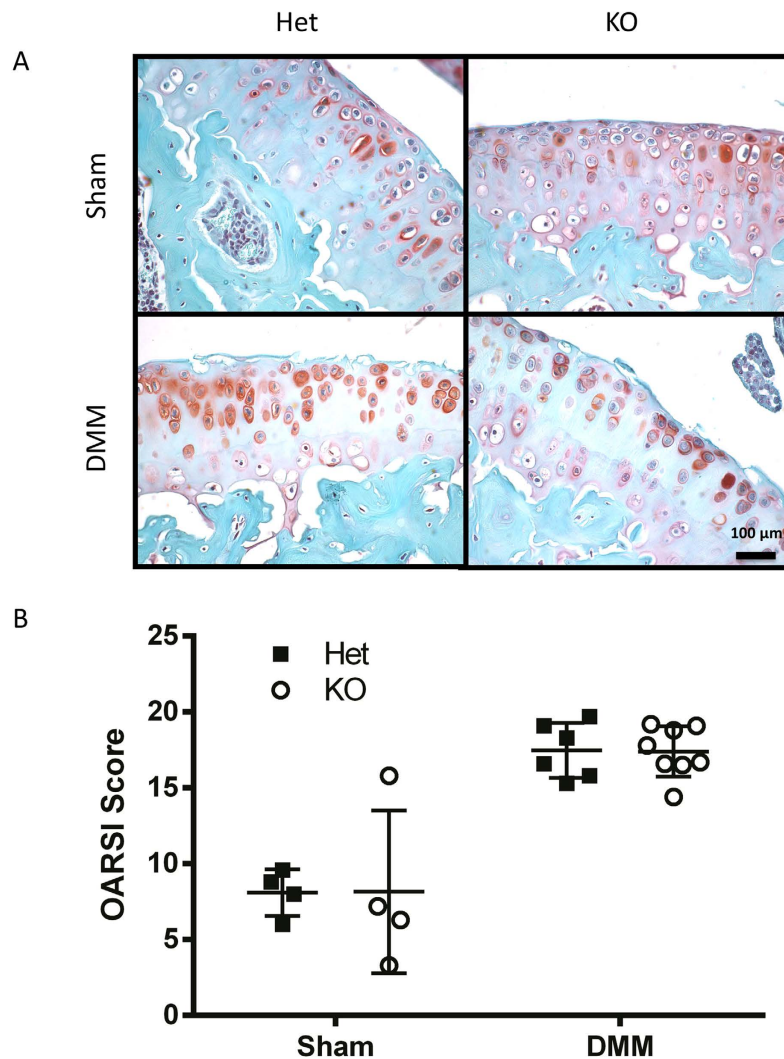 Het KO
A
Sham
DMM
100 µm
B
25
Het
KO
20
15
10
5
0
OARSI Score
Sham DMM